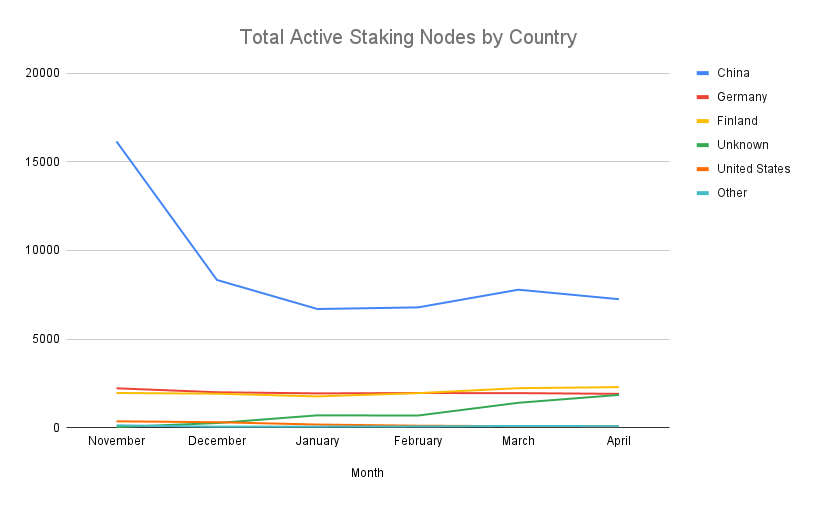 Total Active Staking Nodes by Country
20000
15000
10000
5000
0
November December January February March April
Month
China
Germany
Finland
Unknown
United States
Other